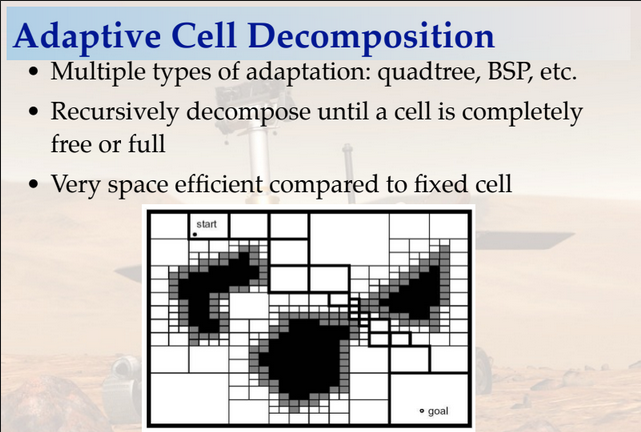 Adaptive Cell Decomposition
• Multiple types of adaptation: quadtree, BSP, etc.
• Recursively decompose until a cell is completely
free or full
• Very space efficient compared to fixed cell
start
goal